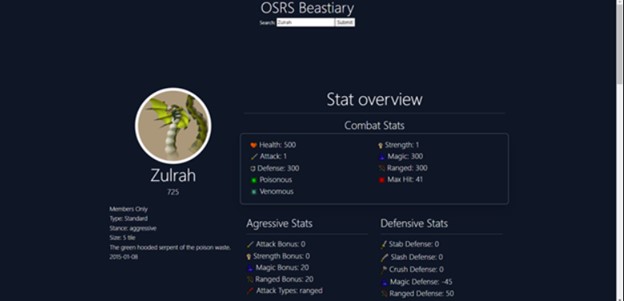 OSRS Beastiary
Search: Zulrah Submit
Zulrah
725
Members Only
Type: Standard
Stance: aggressive
Size: 5 tile
The green hooded serpent of the poison waste.
2015-01-08
Stat overview
Combat Stats
Health: 500
Attack: 1
Defense: 300
Poisonous
Venomous
Strength: 1
Magic: 300
Ranged: 300
Max Hit: 41
Agressive Stats
Attack Bonus: 0
Strength Bonus: 0
Magic Bonus: 20
Ranged Bonus: 20
Attack Types: ranged
Defensive Stats
Stab Defense: 0
Slash Defense: 0
Crush Defense: 0
Magic Defense: -45
Ranged Defense: 50